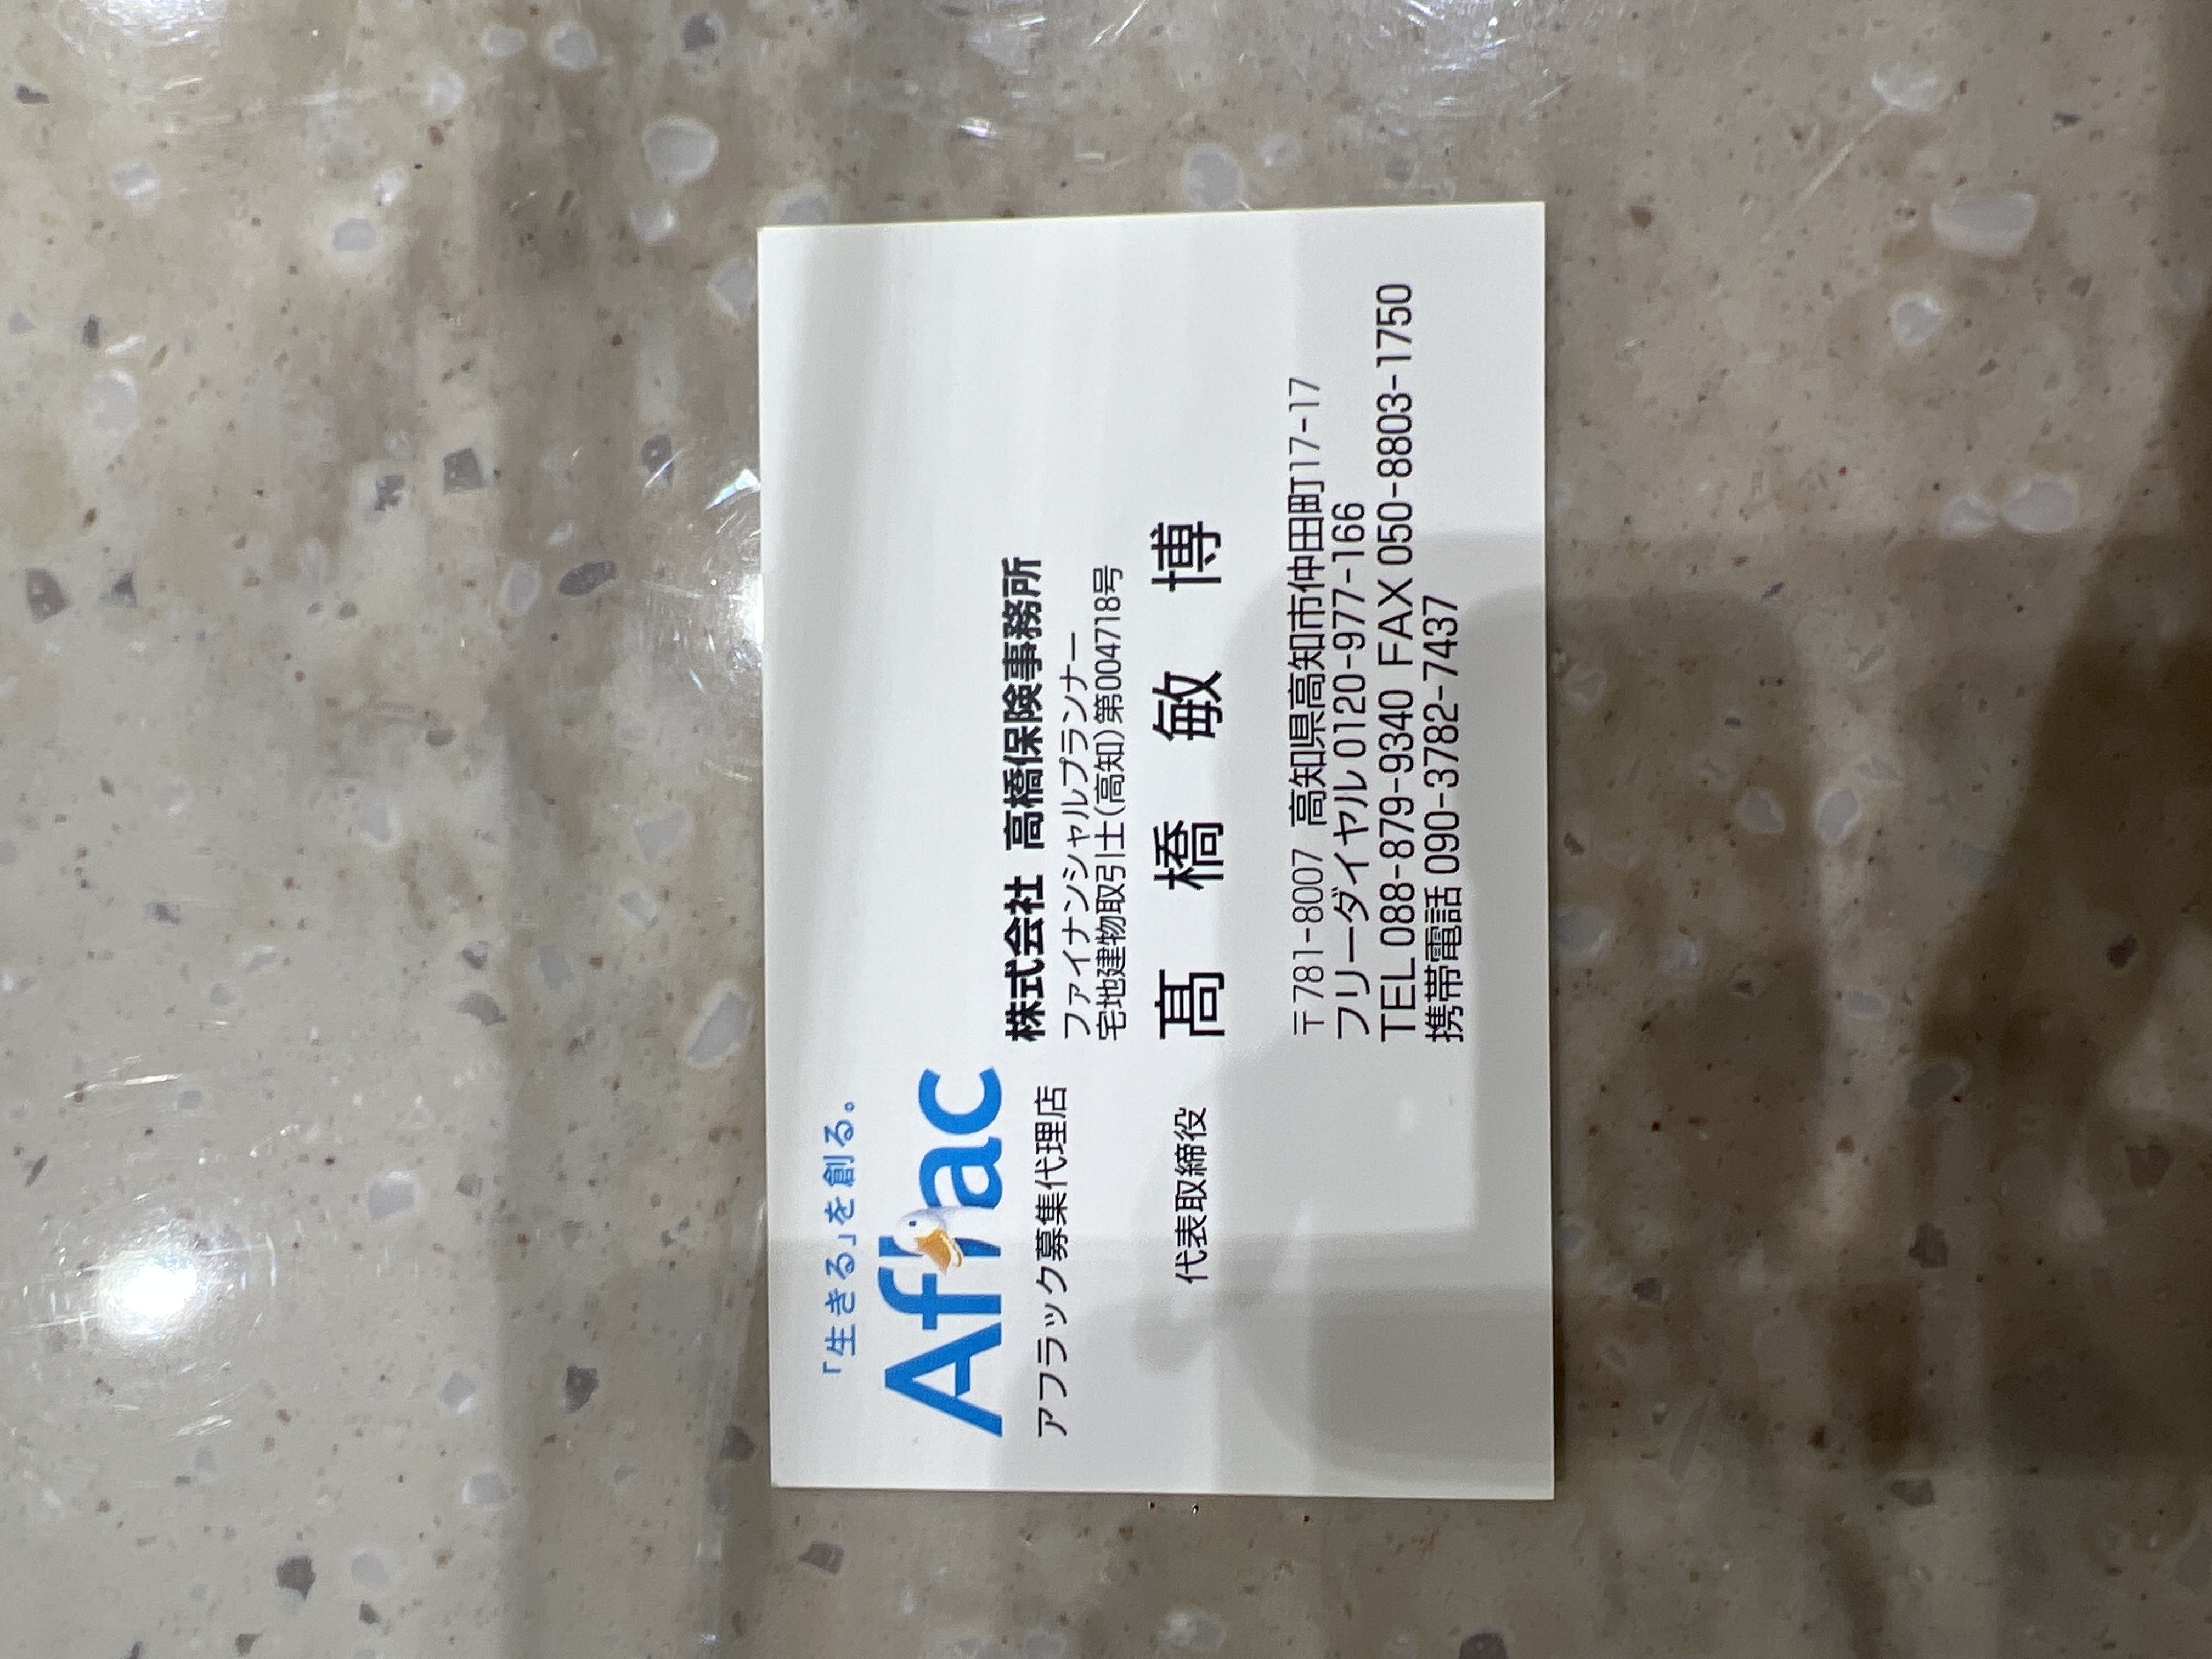 「生きる」を創る。
Aflac
アフラック募集代理店
株式会社 高橋保険事務所
ファイナンシャルプランナー
宅地建物取引士(高知)第004718号
代表取締役 髙橋敏博
〒781-8007 高知県高知市仲田町17-17
フリーダイヤル 0120-977-166
TEL 088-879-9340 FAX 050-8803-1750
携帯電話 090-3782-7437